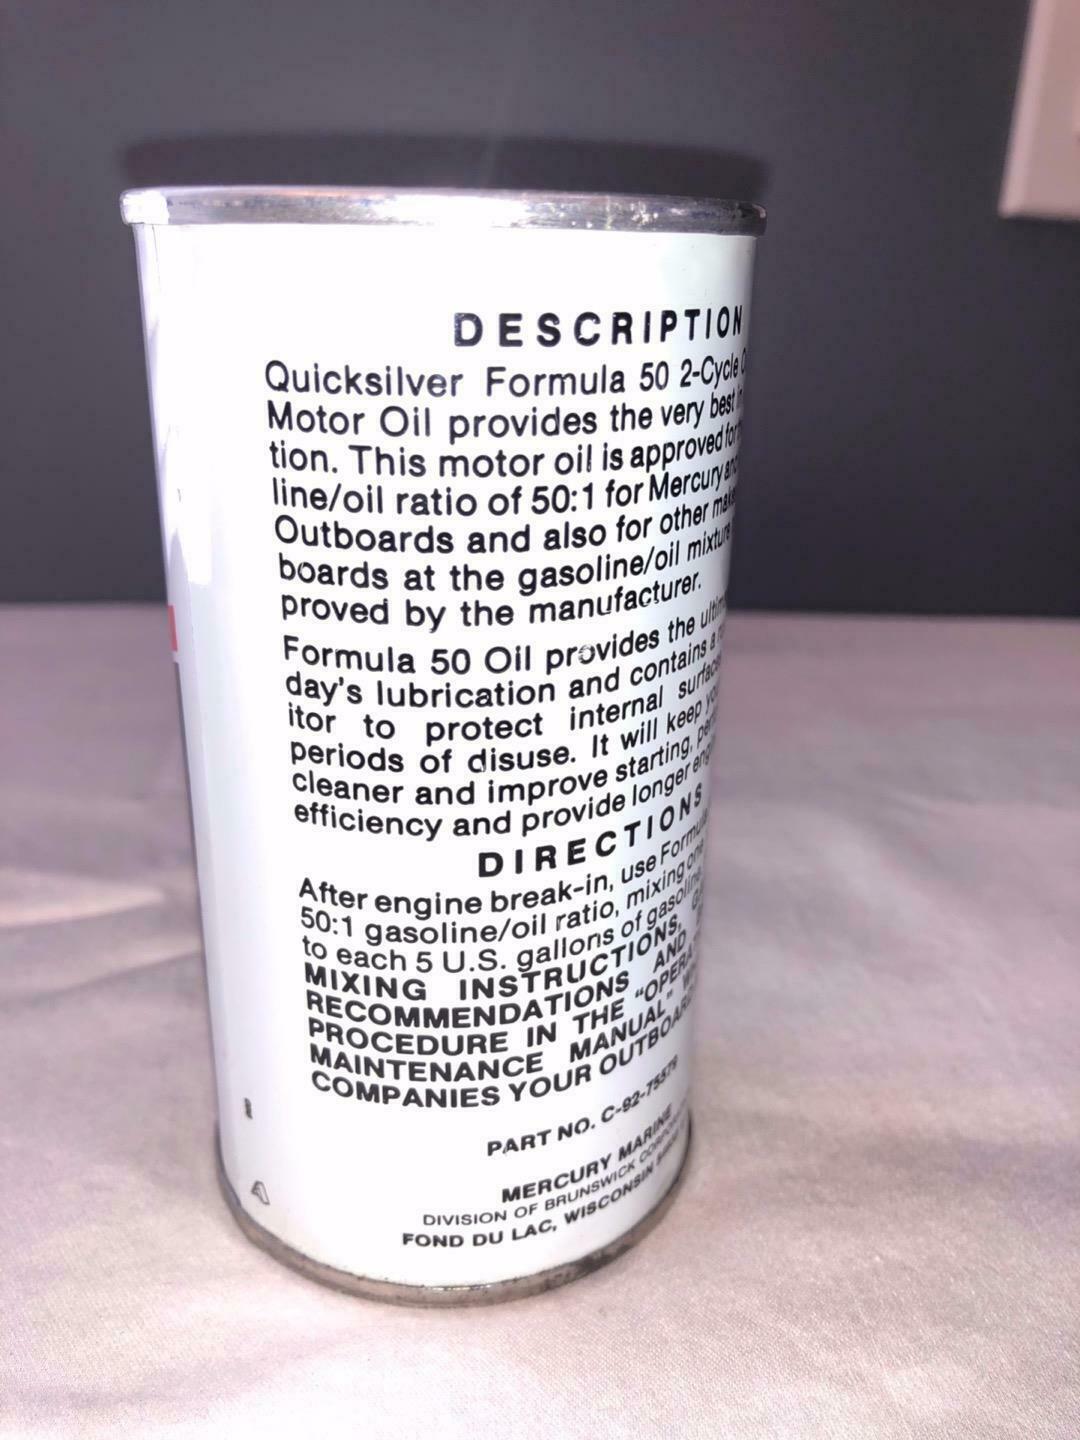 DESCRIPTION
Quicksilver Formula 50 2-Cycle
Motor Oil provides the very best
tion. This motor oil is approved for
line/oil ratio of 50:1 for Mercury and
Outboards and also for other
boards at the gasoline/oil mixture
proved by the manufacturer.
Formula 50 Oil provides the
day's lubrication and contains a
itor to protect internal
periods of disuse. It will keep
cleaner and improve starting,
efficiency and provide longer
DIRECTIONS
After engine break-in, use
50:1 gasoline/oil ratio, mixing one
to each 5 U.S. gallons of gasoline.
MIXING INSTRUCTIONS,
RECOMMENDATIONS AND
PROCEDURE IN THE
MAINTENANCE MANUAL"
COMPANIES YOUR
PART NO.
MERCURY MARINE
DIVISION OF BRUNSWICK
FOND DU LAC, WISCONSIN